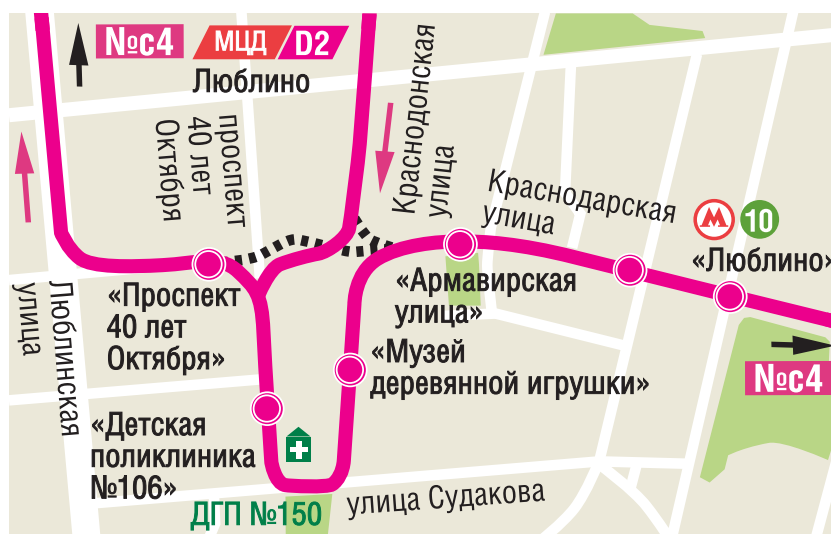 №с4
МЦД D2
Люблино
проспект
40 лет
Октября
Краснодонская
улица
Краснодарская
улица
М 10
«Люблино»
«Армавирская
улица»
«Проспект
40 лет
Октября»
Люблинская
улица
«Музей
деревянной игрушки»
№с4
«Детская
поликлиника
№106»
ДГП №150
улица Судакова